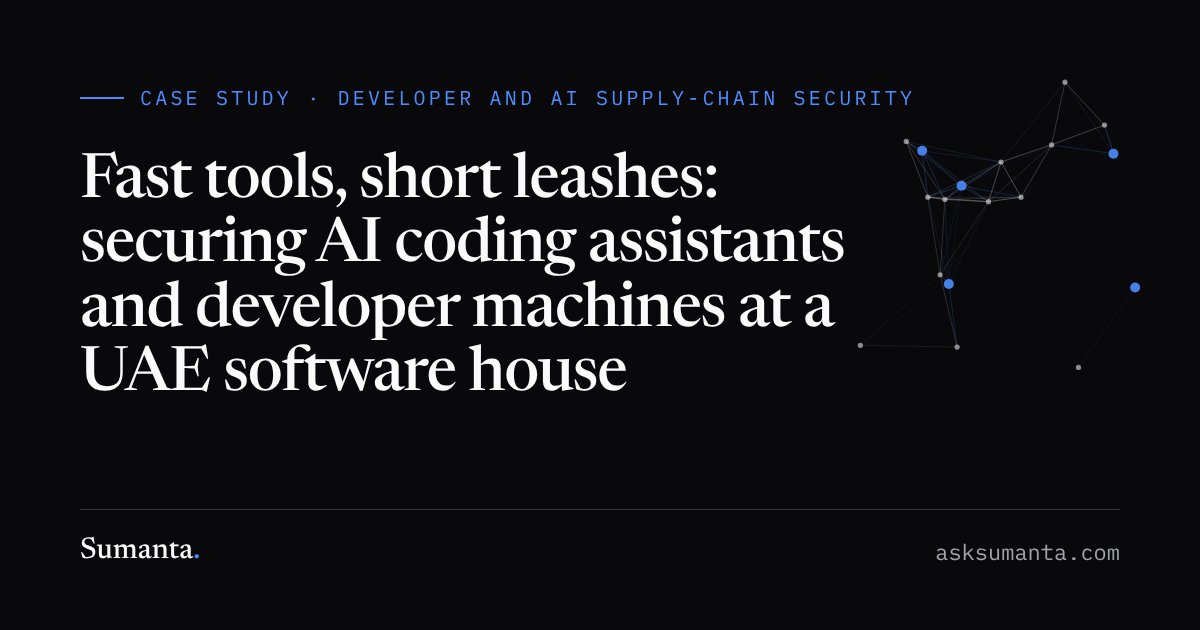 CASE STUDY · DEVELOPER AND AI SUPPLY-CHAIN SECURITY
Fast tools, short leashes:
securing AI coding assistants
and developer machines at a
UAE software house
Sumanta.
asksumanta.com